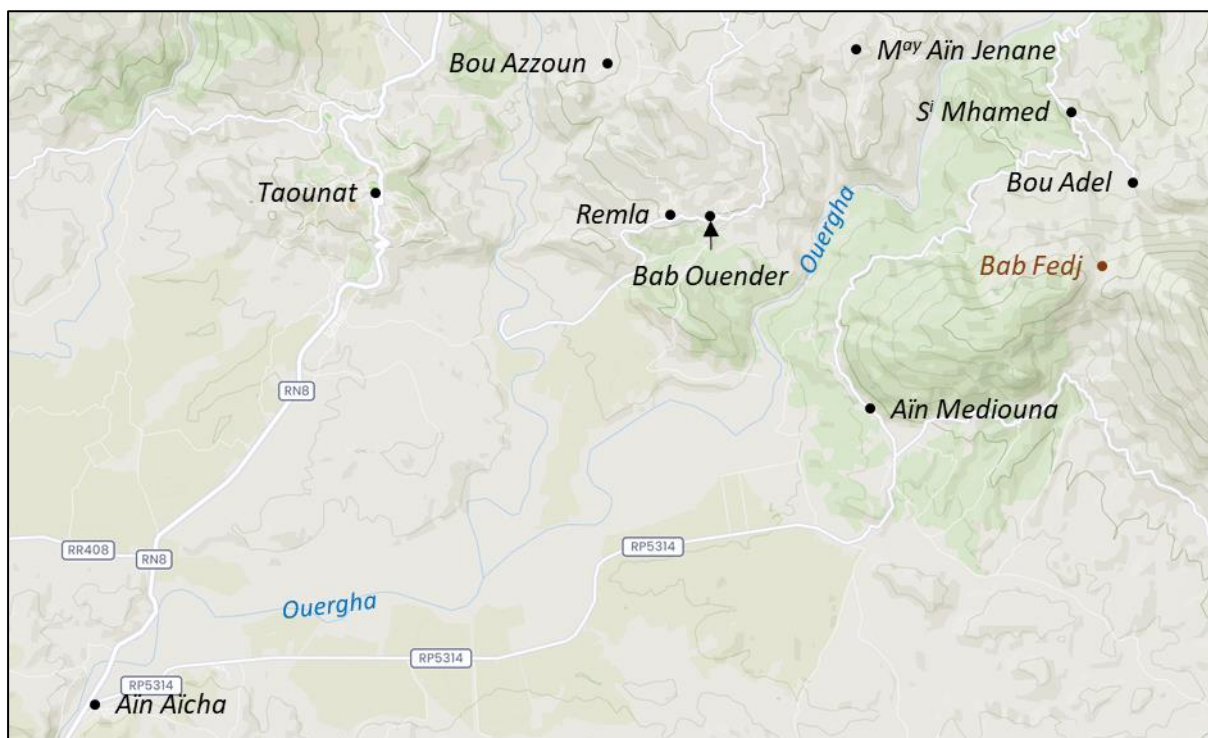 Mᵃʸ Aïn Jenane
Bou Azzoun
Sⁱ Mhamed
Taounat
Bou Adel
Remla
Ouergha
Bab Ouender
Bab Fedj
RN8
Aïn Mediouna
RR408
RN8
RP5314
Ouergha
RP5314
RP5314
Aïn Aïcha